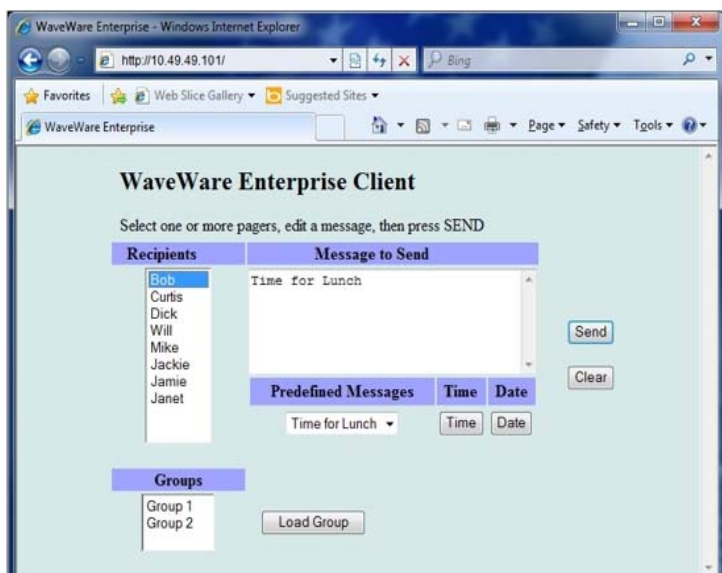 WaveWare Enterprise - Windows Internet Explorer
http://10.49.49.101/
Bing
Favorites Web Slice Gallery Suggested Sites
WaveWare Enterprise Page Safety Tools
WaveWare Enterprise Client
Select one or more pagers, edit a message, then press SEND
Recipients Message to Send
Bob
Curtis
Dick
Will
Mike
Jackie
Jamie
Janet
Time for Lunch
Send
Clear
Predefined Messages Time Date
Time for Lunch Time Date
Groups
Group 1
Group 2
Load Group